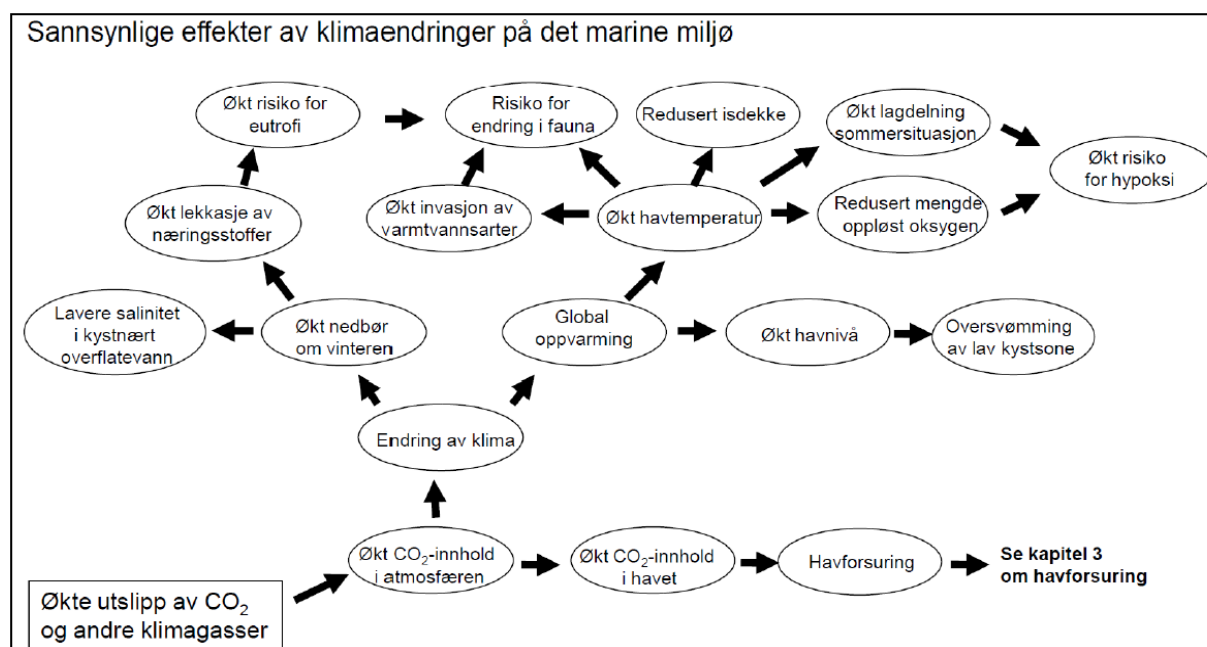 Sannsynlige effekter av klimaendringer på det marine miljø
Økt risiko for
eutrofi
Risiko for
endring i fauna
Redusert isdekke
Økt lagdelning
sommersituasjon
Økt risiko
for hypoksi
Økt lekkasje av
næringsstoffer
Økt invasjon av
varmtvannsarter
Økt havtemperatur
Redusert mengde
oppløst oksygen
Lavere salinitet
i kystnært
overflatevann
Økt nedbør
om vinteren
Global
oppvarming
Økt havnivå
Oversvømming
av lav kystsone
Endring av klima
Økt CO₂-innhold
i atmosfæren
Økt CO₂-innhold
i havet
Havforsuring
Se kapitel 3
om havforsuring
Økte utslipp av CO₂
og andre klimagasser